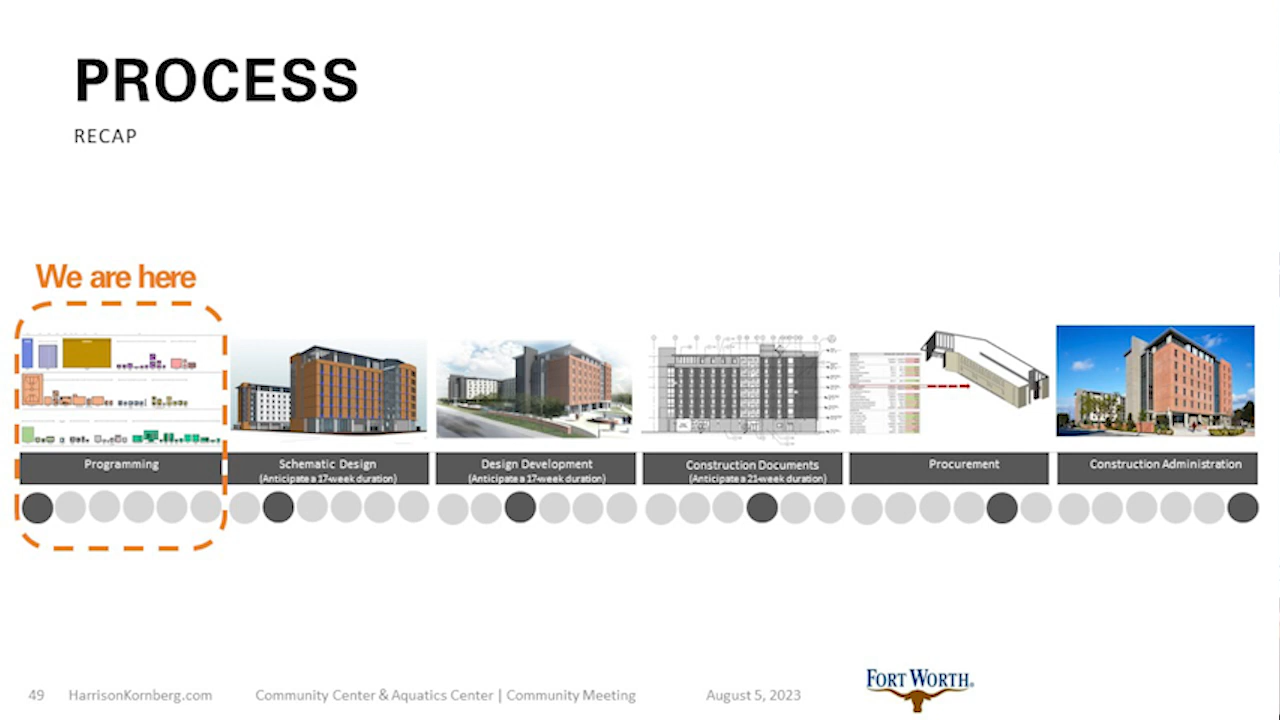 PROCESS
RECAP
We are here
Programming
Schematic Design
(Anticipate a 17-week duration)
Design Development
(Anticipate a 17-week duration)
Construction Documents
(Anticipate a 21-week duration)
Procurement
Construction Administration
49 HarrisonKornberg.com Community Center & Aquatics Center | Community Meeting August 5, 2023
FORT WORTH®